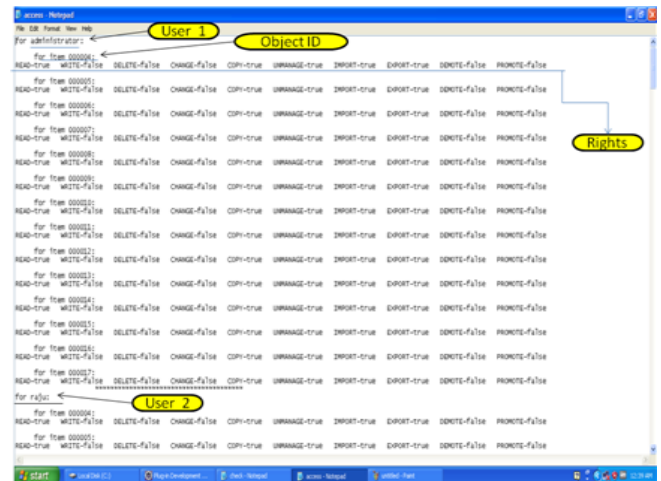 access - Notepad
File Edit Format View Help
User 1
for administrator:
Object ID
for item 000004:
READ-true WRITE-false DELETE-false CHANGE-false COPY-true UNMANAGE-true IMPORT-true EXPORT-true DEMOTE-false PROMOTE-false
for item 000005:
READ-true WRITE-false DELETE-false CHANGE-false COPY-true UNMANAGE-true IMPORT-true EXPORT-true DEMOTE-false PROMOTE-false
for item 000006:
READ-true WRITE-false DELETE-false CHANGE-false COPY-true UNMANAGE-true IMPORT-true EXPORT-true DEMOTE-false PROMOTE-false
for item 000007:
READ-true WRITE-false DELETE-false CHANGE-false COPY-true UNMANAGE-true IMPORT-true EXPORT-true DEMOTE-false PROMOTE-false
Rights
for item 000008:
READ-true WRITE-false DELETE-false CHANGE-false COPY-true UNMANAGE-true IMPORT-true EXPORT-true DEMOTE-false PROMOTE-false
for item 000009:
READ-true WRITE-false DELETE-false CHANGE-false COPY-true UNMANAGE-true IMPORT-true EXPORT-true DEMOTE-false PROMOTE-false
for item 000010:
READ-true WRITE-false DELETE-false CHANGE-false COPY-true UNMANAGE-true IMPORT-true EXPORT-true DEMOTE-false PROMOTE-false
for item 000011:
READ-true WRITE-false DELETE-false CHANGE-false COPY-true UNMANAGE-true IMPORT-true EXPORT-true DEMOTE-false PROMOTE-false
for item 000012:
READ-true WRITE-false DELETE-false CHANGE-false COPY-true UNMANAGE-true IMPORT-true EXPORT-true DEMOTE-false PROMOTE-false
for item 000013:
READ-true WRITE-false DELETE-false CHANGE-false COPY-true UNMANAGE-true IMPORT-true EXPORT-true DEMOTE-false PROMOTE-false
for item 000014:
READ-true WRITE-false DELETE-false CHANGE-false COPY-true UNMANAGE-true IMPORT-true EXPORT-true DEMOTE-false PROMOTE-false
for item 000015:
READ-true WRITE-false DELETE-false CHANGE-false COPY-true UNMANAGE-true IMPORT-true EXPORT-true DEMOTE-false PROMOTE-false
for item 000016:
READ-true WRITE-false DELETE-false CHANGE-false COPY-true UNMANAGE-true IMPORT-true EXPORT-true DEMOTE-false PROMOTE-false
for item 000017:
READ-true WRITE-false DELETE-false CHANGE-false COPY-true UNMANAGE-true IMPORT-true EXPORT-true DEMOTE-false PROMOTE-false
for raju:
User 2
for item 000004:
READ-true WRITE-false DELETE-false CHANGE-false COPY-true UNMANAGE-true IMPORT-true EXPORT-true DEMOTE-false PROMOTE-false
for item 000005:
READ-true WRITE-false DELETE-false CHANGE-false COPY-true UNMANAGE-true IMPORT-true EXPORT-true DEMOTE-false PROMOTE-false
start Local Disk (C:) Plug-in Development ... check - Notepad access - Notepad untitled - Paint 12:39 AM